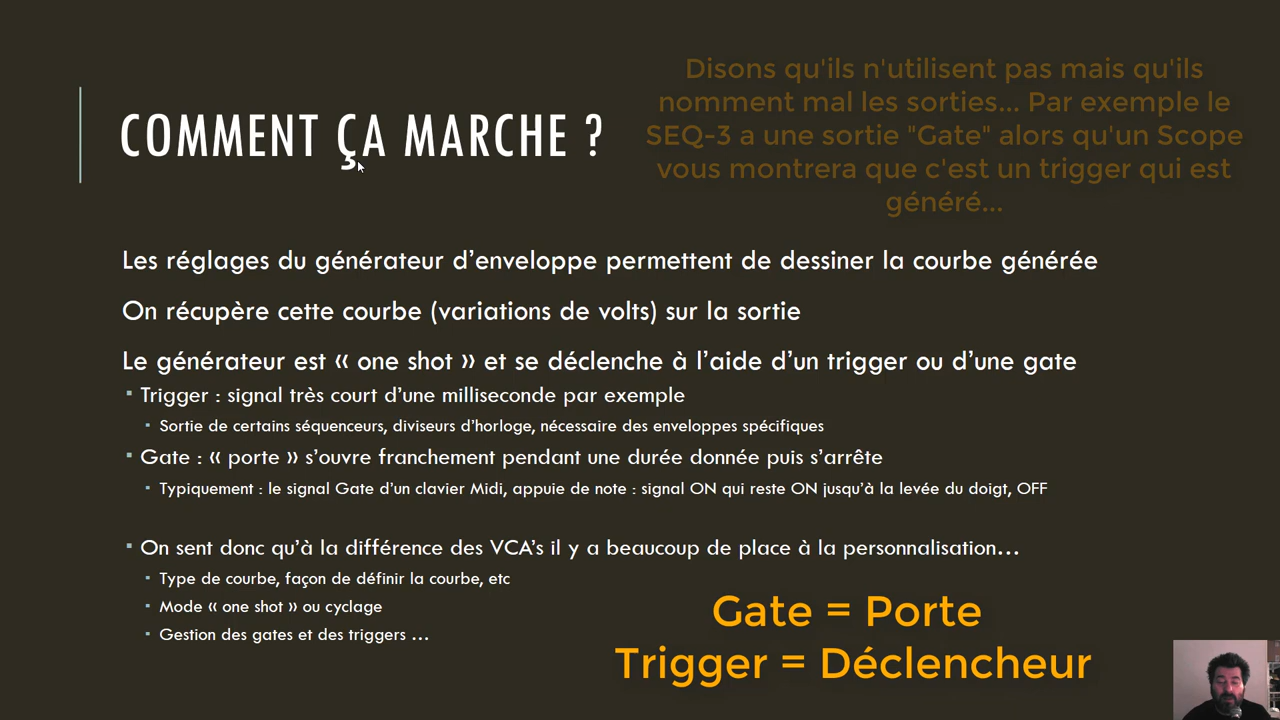 Disons qu'ils n'utilisent pas mais qu'ils
nomment mal les sorties... Par exemple le
SEQ-3 a une sortie "Gate" alors qu'un Scope
vous montrera que c'est un trigger qui est
généré...
COMMENT ÇA MARCHE ?
Les réglages du générateur d’enveloppe permettent de dessiner la courbe générée
On récupère cette courbe (variations de volts) sur la sortie
Le générateur est « one shot » et se déclenche à l’aide d’un trigger ou d’une gate
▪ Trigger : signal très court d’une milliseconde par exemple
▪ Sortie de certains séquenceurs, diviseurs d’horloge, nécessaire des enveloppes spécifiques
▪ Gate : « porte » s’ouvre franchement pendant une durée donnée puis s’arrête
▪ Typiquement : le signal Gate d’un clavier Midi, appuie de note : signal ON qui reste ON jusqu’à la levée du doigt, OFF
▪ On sent donc qu’à la différence des VCA’s il y a beaucoup de place à la personnalisation…
▪ Type de courbe, façon de définir la courbe, etc
▪ Mode « one shot » ou cyclage
▪ Gestion des gates et des triggers …
Gate = Porte
Trigger = Déclencheur